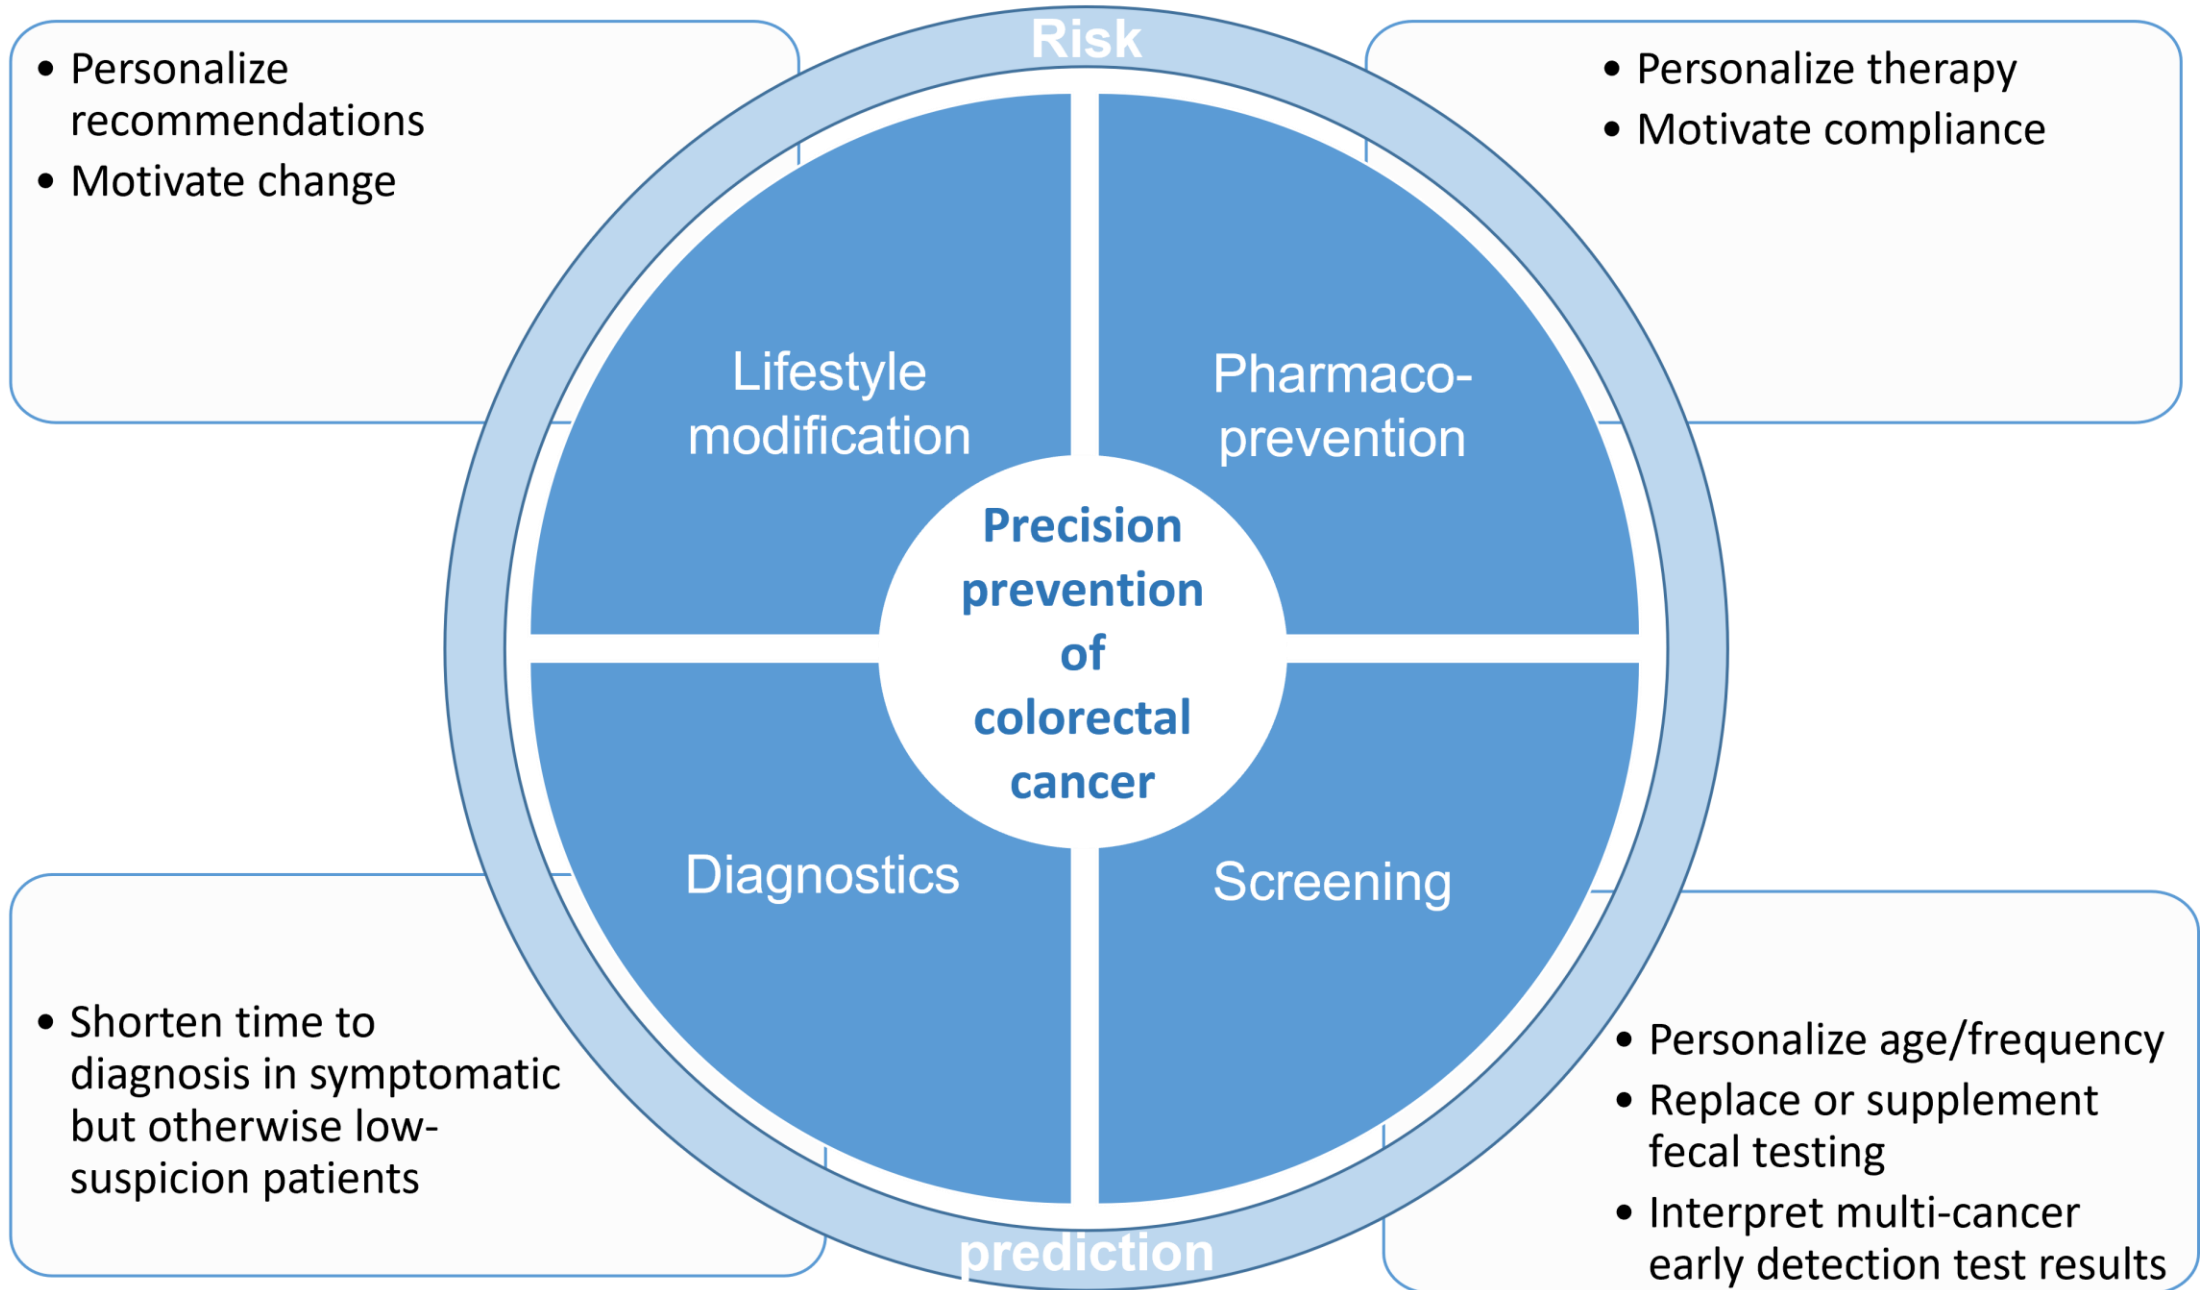 Risk
• Personalize
recommendations
• Motivate change
• Personalize therapy
• Motivate compliance
Lifestyle
modification
Pharmaco-
prevention
Precision
prevention
of
colorectal
cancer
Diagnostics
Screening
• Shorten time to
diagnosis in symptomatic
but otherwise low-
suspicion patients
• Personalize age/frequency
• Replace or supplement
fecal testing
• Interpret multi-cancer
early detection test results
prediction